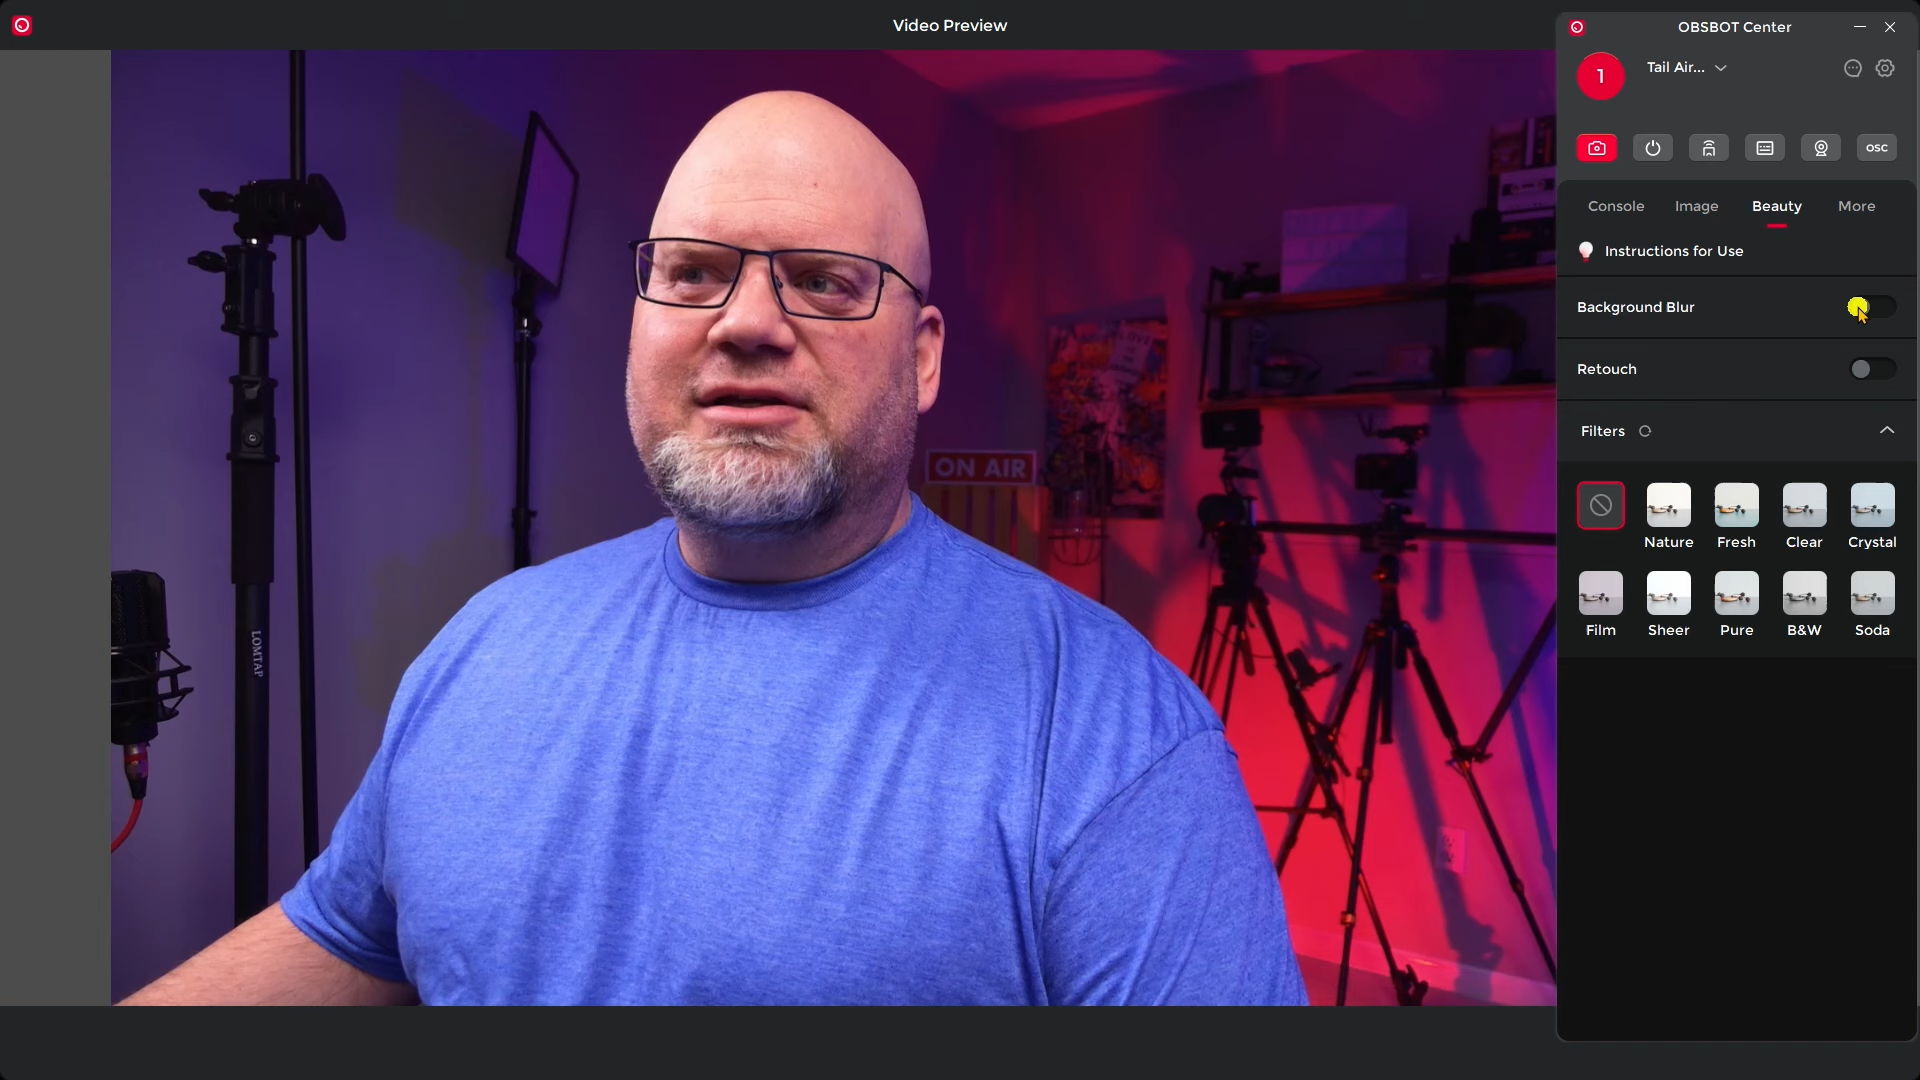 Video Preview
OBSBOT Center
1
Tail Air...
OSC
Console
Image
Beauty
More
Instructions for Use
Background Blur
Retouch
Filters
Nature
Fresh
Clear
Crystal
Film
Sheer
Pure
B&W
Soda
ON AIR
LOMTAP